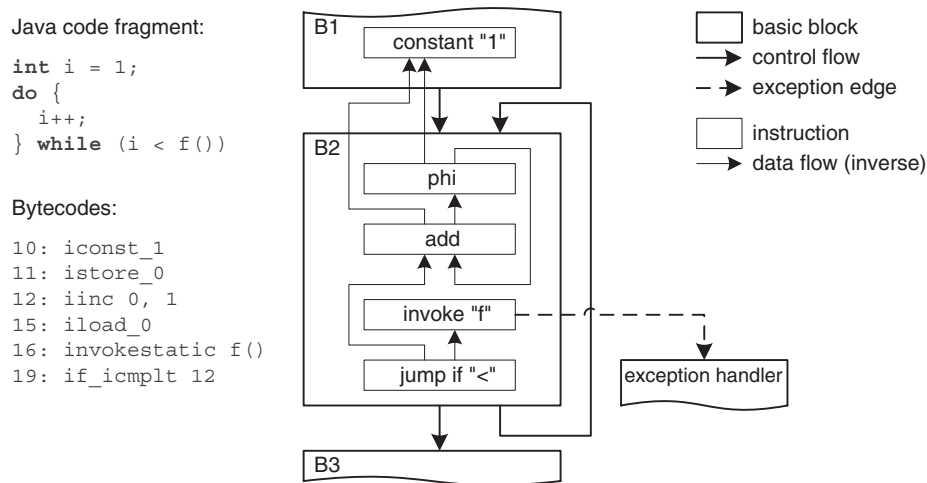 Java code fragment:
int i = 1;
do {
i++;
} while (i < f())
Bytecodes:
10: iconst_1
11: istore_0
12: iinc 0, 1
15: iload_0
16: invokestatic f()
19: if_icmplt 12
B1
constant "1"
B2
phi
add
invoke "f"
jump if "<"
B3
exception handler
basic block
control flow
exception edge
instruction
data flow (inverse)